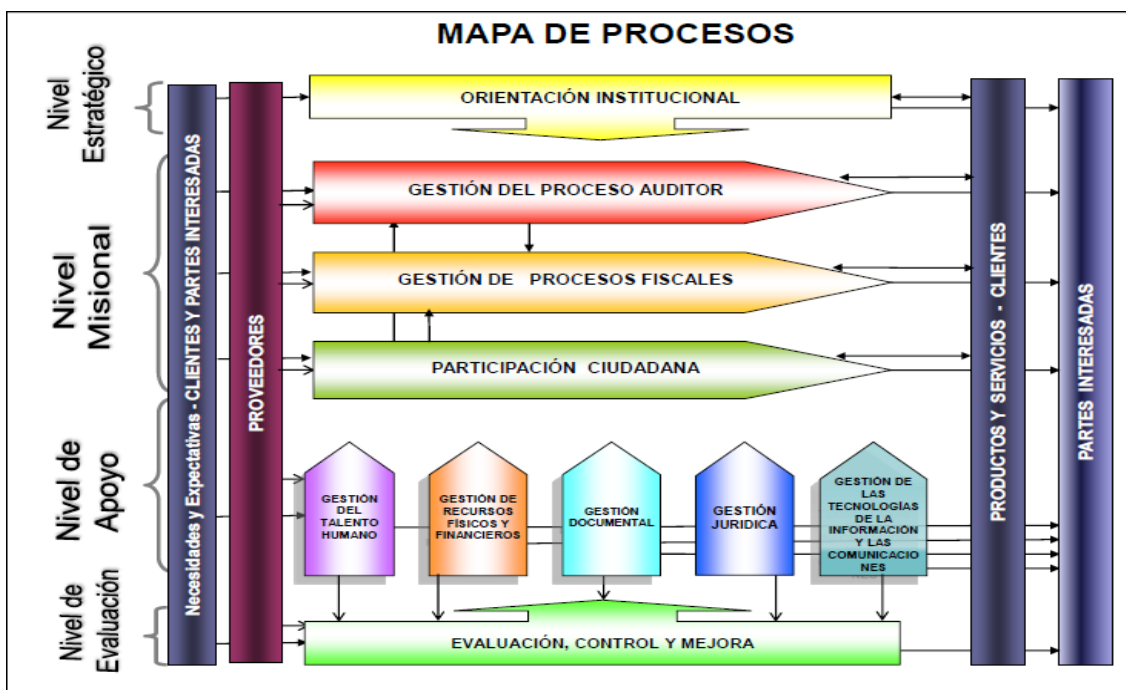 MAPA DE PROCESOS
Nivel
Estratégico
Nivel
Misional
Nivel de
Apoyo
Nivel de
Evaluación
Necesidades y Expectativas - CLIENTES Y PARTES INTERESADAS
PROVEEDORES
ORIENTACIÓN INSTITUCIONAL
GESTIÓN DEL PROCESO AUDITOR
GESTIÓN DE PROCESOS FISCALES
PARTICIPACIÓN CIUDADANA
GESTIÓN
DEL
TALENTO
HUMANO
GESTIÓN DE
RECURSOS
FÍSICOS Y
FINANCIEROS
GESTIÓN
DOCUMENTAL
GESTIÓN
JURIDICA
GESTIÓN DE
LAS
TECNOLOGÍAS
DE LA
INFORMACIÓN
Y LAS
COMUNICACIO
NES
EVALUACIÓN, CONTROL Y MEJORA
PRODUCTOS Y SERVICIOS - CLIENTES
PARTES INTERESADAS